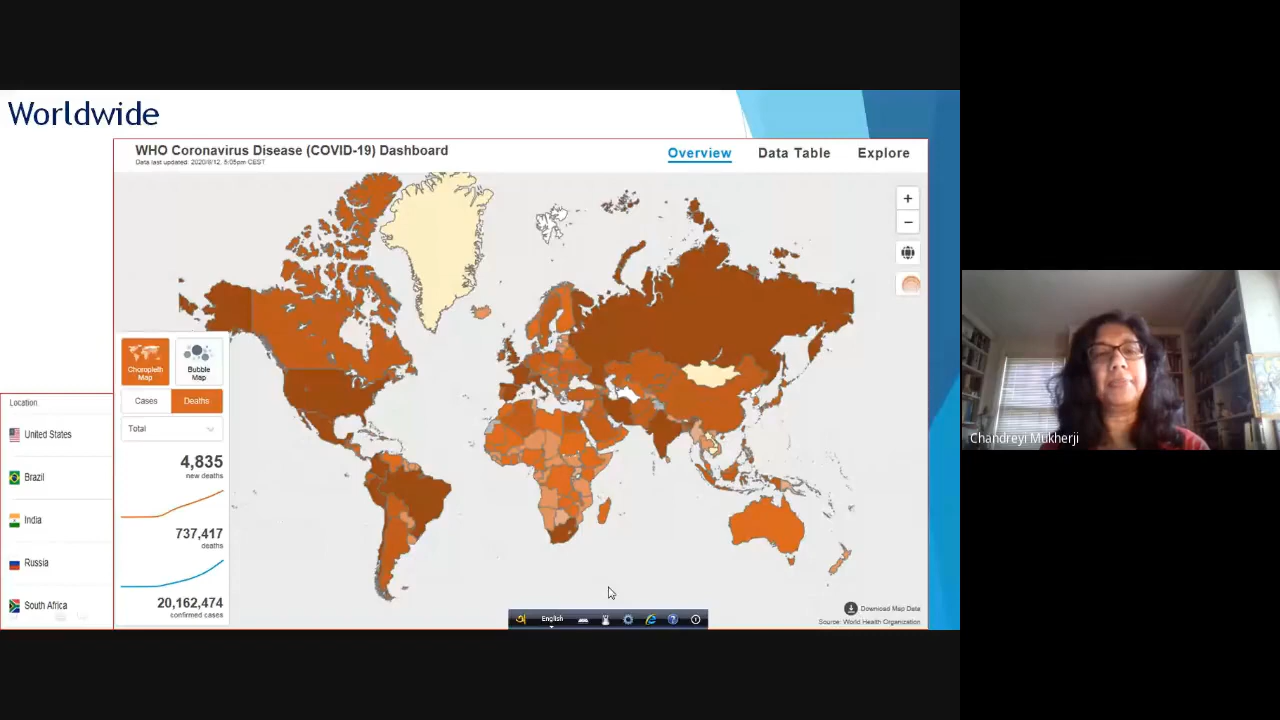 Worldwide
WHO Coronavirus Disease (COVID-19) Dashboard
Data last updated: 2020/8/12, 5:05pm CEST
Overview
Data Table
Explore
+
−
Choropleth
Map
Bubble
Map
Cases
Deaths
Total
4,835
new deaths
737,417
deaths
20,162,474
confirmed cases
Location
United States
Brazil
India
Russia
South Africa
English
Download Map Data
Source: World Health Organization
Chandreyi Mukherji